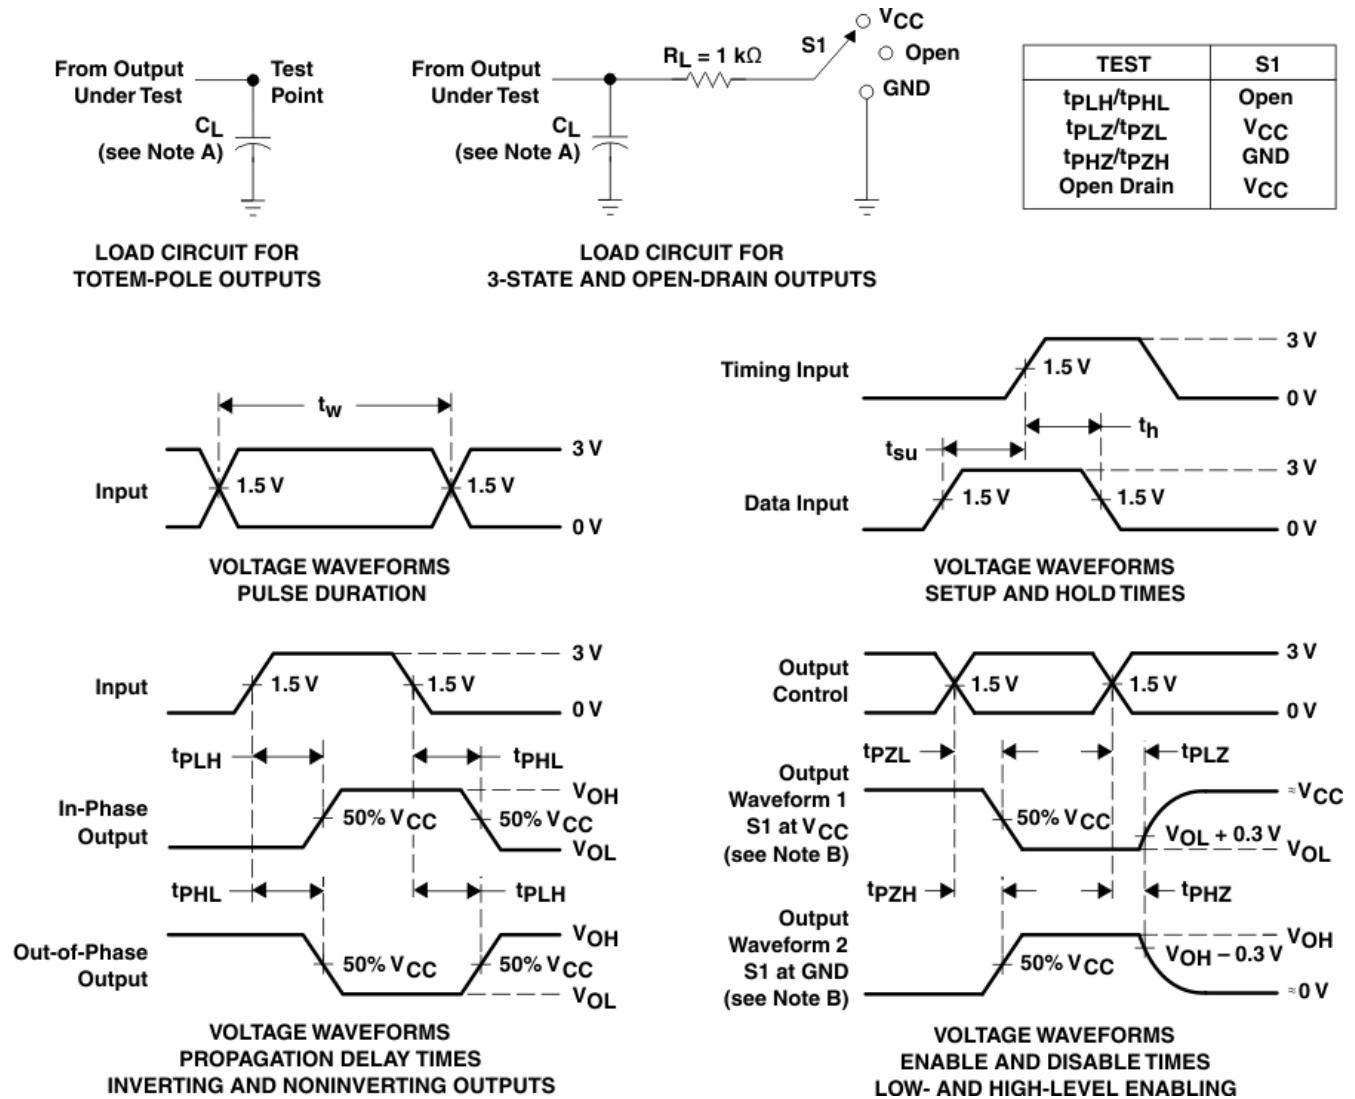 From Output
Under Test
Test
Point
CL
(see Note A)
LOAD CIRCUIT FOR
TOTEM-POLE OUTPUTS
From Output
Under Test
CL
(see Note A)
RL = 1 kΩ
S1
VCC
Open
GND
LOAD CIRCUIT FOR
3-STATE AND OPEN-DRAIN OUTPUTS
TEST S1
tPLH/tPHL Open
tPLZ/tPZL VCC
tPHZ/tPZH GND
Open Drain VCC
tw
Input
1.5 V
1.5 V
3 V
0 V
VOLTAGE WAVEFORMS
PULSE DURATION
Timing Input
1.5 V
3 V
0 V
tsu
th
Data Input
1.5 V
1.5 V
3 V
0 V
VOLTAGE WAVEFORMS
SETUP AND HOLD TIMES
Input
1.5 V
1.5 V
3 V
0 V
tPLH
tPHL
In-Phase
Output
50% VCC
50% VCC
VOH
VOL
tPHL
tPLH
Out-of-Phase
Output
50% VCC
50% VCC
VOH
VOL
VOLTAGE WAVEFORMS
PROPAGATION DELAY TIMES
INVERTING AND NONINVERTING OUTPUTS
Output
Control
1.5 V
1.5 V
3 V
0 V
tPZL
tPLZ
Output
Waveform 1
S1 at VCC
(see Note B)
50% VCC
VOL + 0.3 V
≈VCC
VOL
tPZH
tPHZ
Output
Waveform 2
S1 at GND
(see Note B)
50% VCC
VOH − 0.3 V
VOH
≈0 V
VOLTAGE WAVEFORMS
ENABLE AND DISABLE TIMES
LOW- AND HIGH-LEVEL ENABLING